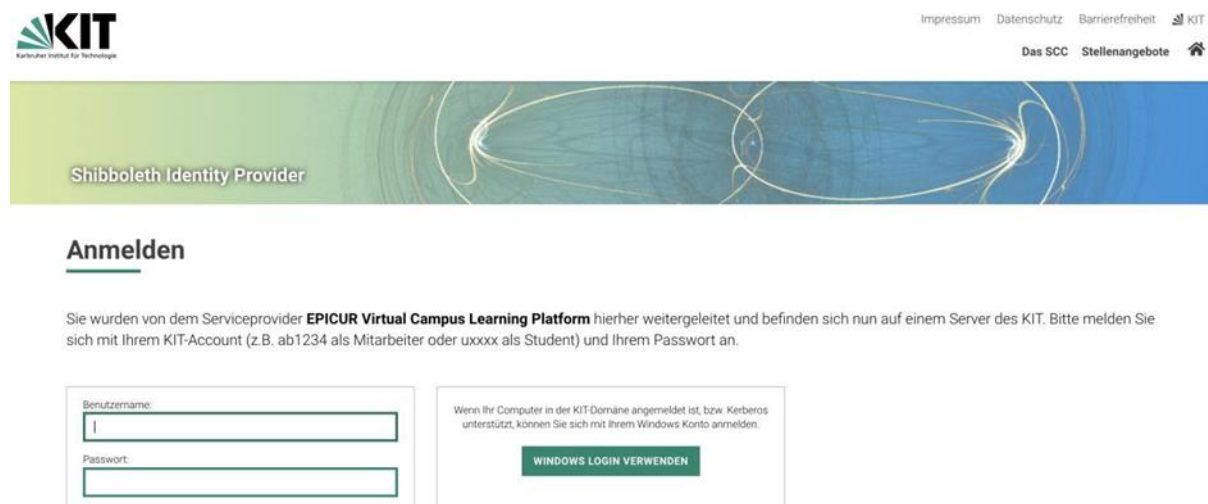 KIT
Karlsruher Institut für Technologie
Impressum Datenschutz Barrierefreiheit KIT
Das SCC Stellenangebote
Shibboleth Identity Provider
Anmelden
Sie wurden von dem Serviceprovider EPICUR Virtual Campus Learning Platform hierher weitergeleitet und befinden sich nun auf einem Server des KIT. Bitte melden Sie
sich mit Ihrem KIT-Account (z.B. ab1234 als Mitarbeiter oder uxxxx als Student) und Ihrem Passwort an.
Benutzername:
Passwort:
Wenn Ihr Computer in der KIT-Domäne angemeldet ist, bzw. Kerberos
unterstützt, können Sie sich mit Ihrem Windows Konto anmelden.
WINDOWS LOGIN VERWENDEN